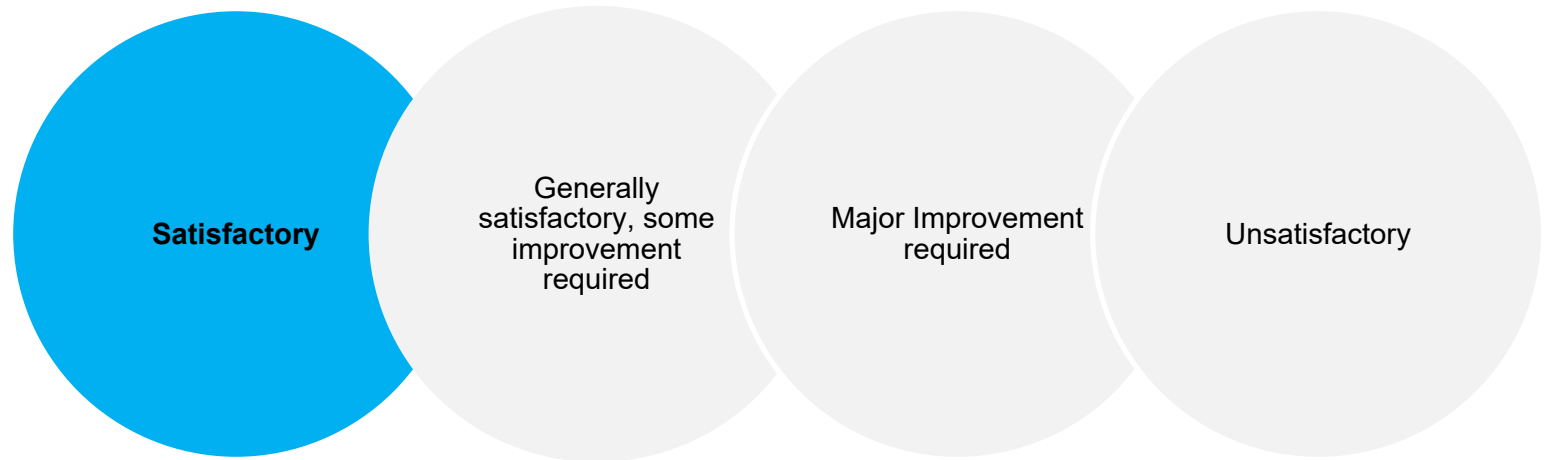 Satisfactory
Generally
satisfactory, some
improvement
required
Major Improvement
required
Unsatisfactory